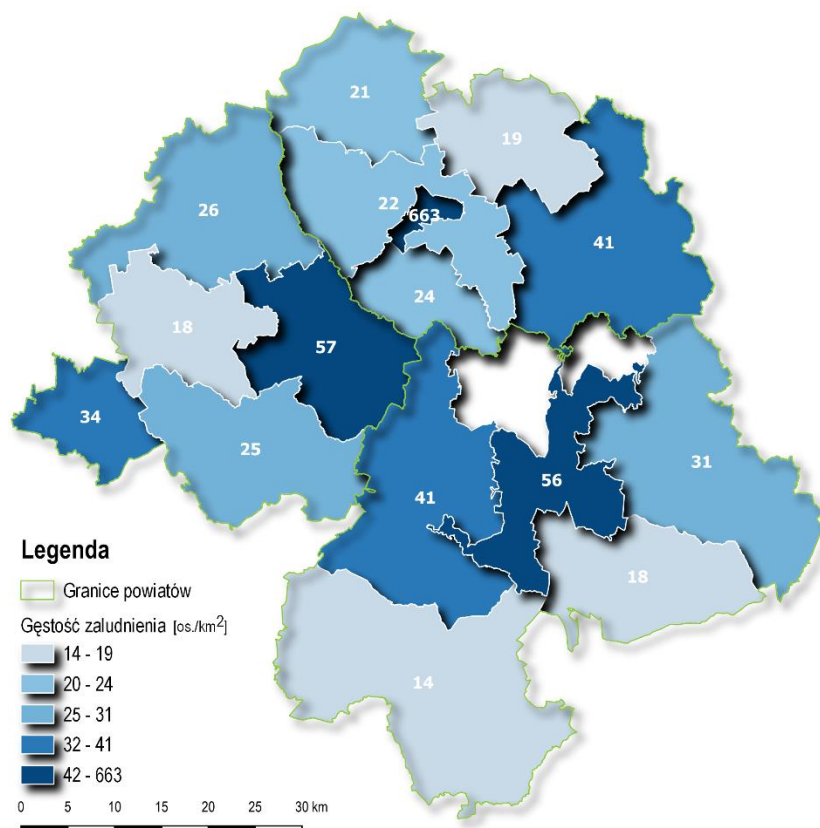 21
19
26
22
663
41
24
18
57
34
25
31
41
56
18
14
Legenda
Granice powiatów
Gęstość zaludnienia [os./km²]
14 - 19
20 - 24
25 - 31
32 - 41
42 - 663
0 5 10 15 20 25 30 km